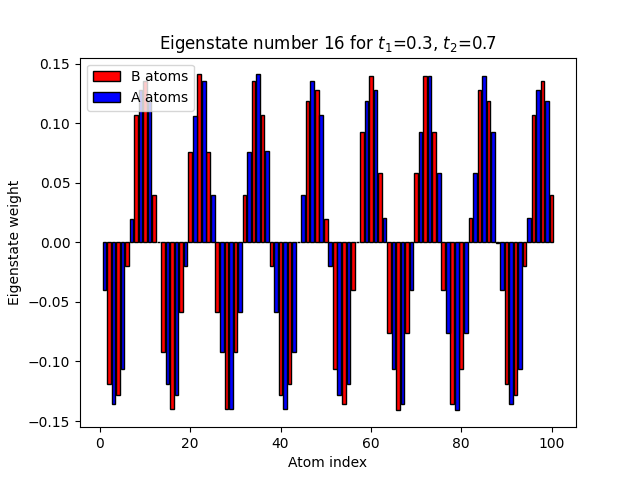 Eigenstate number 16 for t₁=0.3, t₂=0.7
B atoms
A atoms
Eigenstate weight
0.15
0.10
0.05
0.00
−0.05
−0.10
−0.15
0 20 40 60 80 100
Atom index